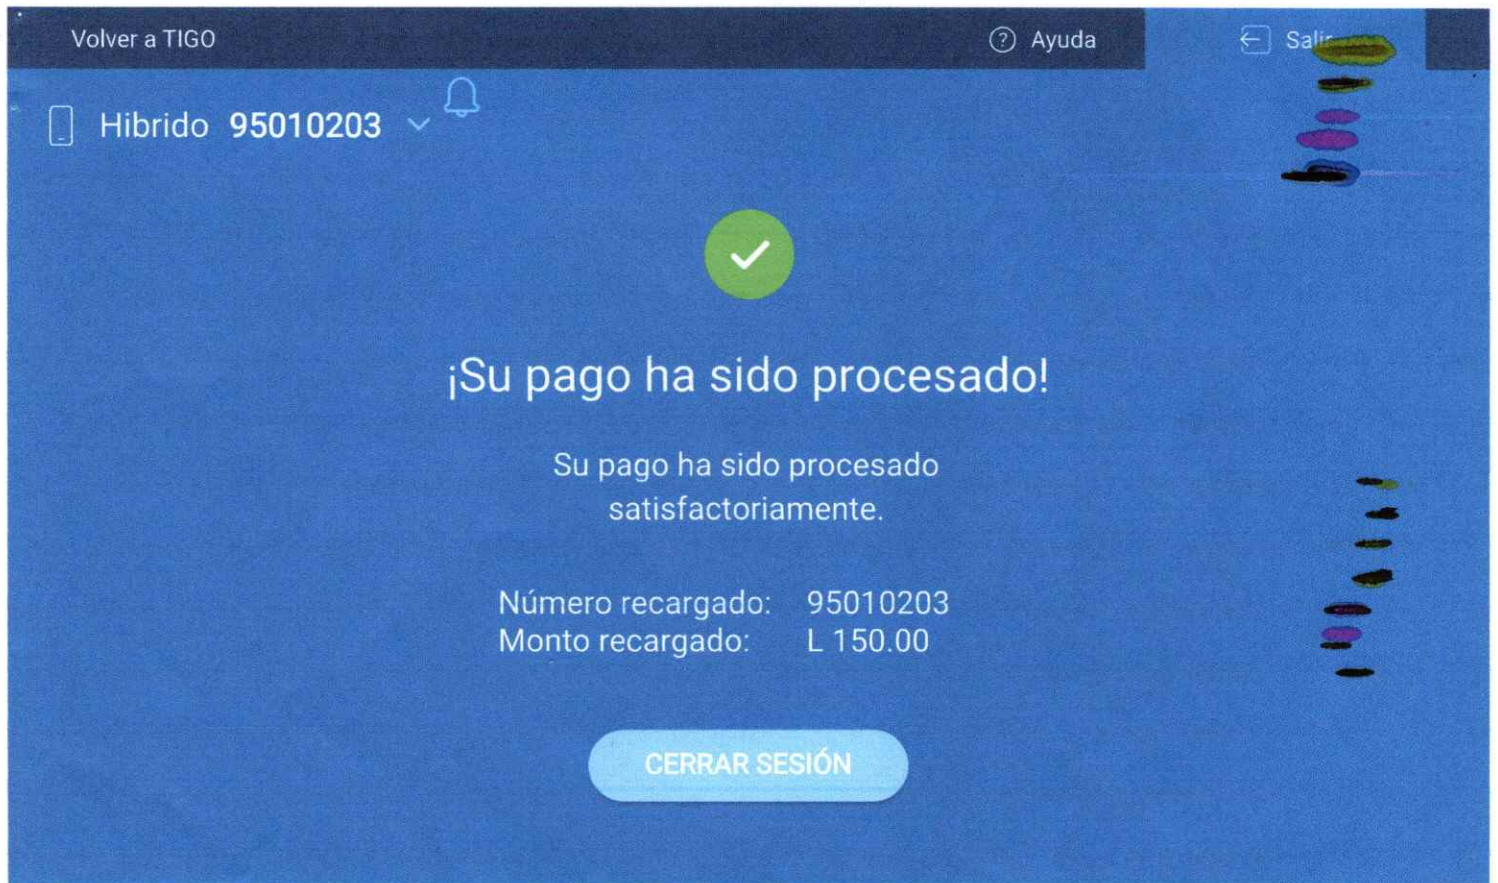 Volver a TIGO
Ayuda
Salir
Hibrido 95010203
¡Su pago ha sido procesado!
Su pago ha sido procesado
satisfactoriamente.
Número recargado: 95010203
Monto recargado: L 150.00
CERRAR SESIÓN